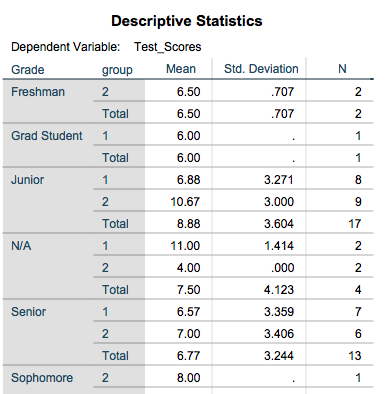 Descriptive Statistics
Dependent Variable: Test_Scores
Grade group Mean Std. Deviation N
Freshman 2 6.50 .707 2
Total 6.50 .707 2
Grad Student 1 6.00 . 1
Total 6.00 . 1
Junior 1 6.88 3.271 8
2 10.67 3.000 9
Total 8.88 3.604 17
N/A 1 11.00 1.414 2
2 4.00 .000 2
Total 7.50 4.123 4
Senior 1 6.57 3.359 7
2 7.00 3.406 6
Total 6.77 3.244 13
Sophomore 2 8.00 . 1